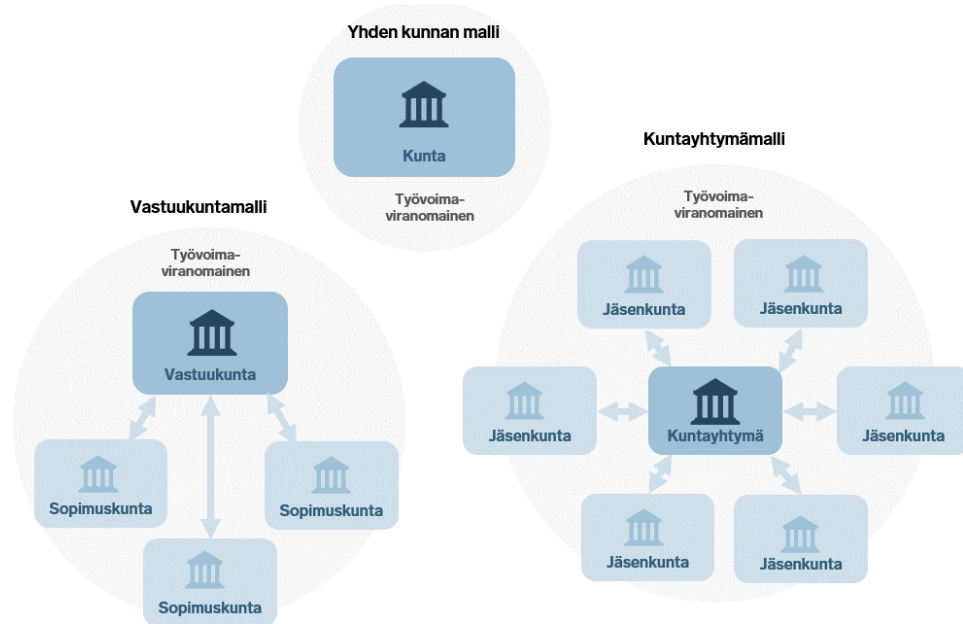 Yhden kunnan malli
Kunta
Työvoima-
viranomainen
Vastuukuntamalli
Työvoima-
viranomainen
Vastuukunta
Sopimuskunta
Sopimuskunta
Sopimuskunta
Kuntayhtymämalli
Työvoima-
viranomainen
Jäsenkunta
Jäsenkunta
Jäsenkunta
Kuntayhtymä
Jäsenkunta
Jäsenkunta
Jäsenkunta